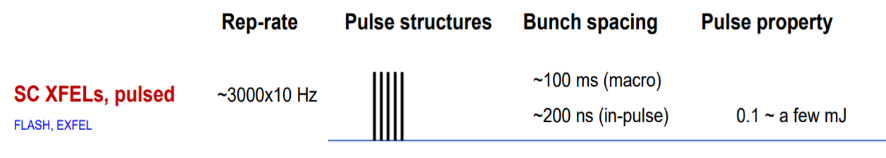 Rep-rate Pulse structures Bunch spacing Pulse property
SC XFELs, pulsed ~3000x10 Hz ~100 ms (macro)
FLASH, EXFEL ~200 ns (in-pulse) 0.1 ~ a few mJ